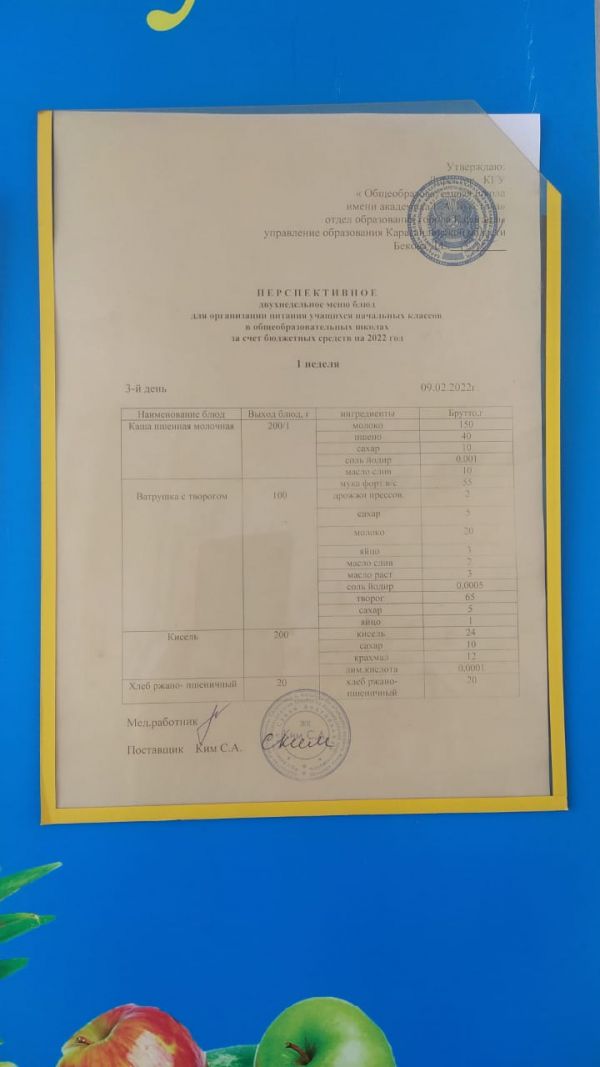 Утверждаю:
КГУ
« Общеобразовательная школа
имени академика
отдел образования города
управление образования Карагандинской области
Беков
ПЕРСПЕКТИВНОЕ
двухнедельное меню блюд
для организации питания учащихся начальных классов
в общеобразовательных школах
за счет бюджетных средств на 2022 год
1 неделя
3-й день 09.02.2022г
Наименование блюд Выход блюд, г ингредиенты Брутто,г
Каша пшенная молочная 200/1 молоко 150
пшено 40
сахар 10
соль йодир 0,001
масло слив 10
мука форт в/с 55
Ватрушка с творогом 100 дрожжи прессов. 2
сахар 5
молоко 20
яйцо 3
масло слив 2
масло раст 3
соль йодир 0,0005
творог 65
сахар 5
яйцо 1
Кисель 200 кисель 24
сахар 10
крахмал 12
лим.кислота 0,0001
Хлеб ржано- пшеничный 20 хлеб ржано- 20
пшеничный
Мед.работник
Поставщик Ким С.А.
Ким С.А.